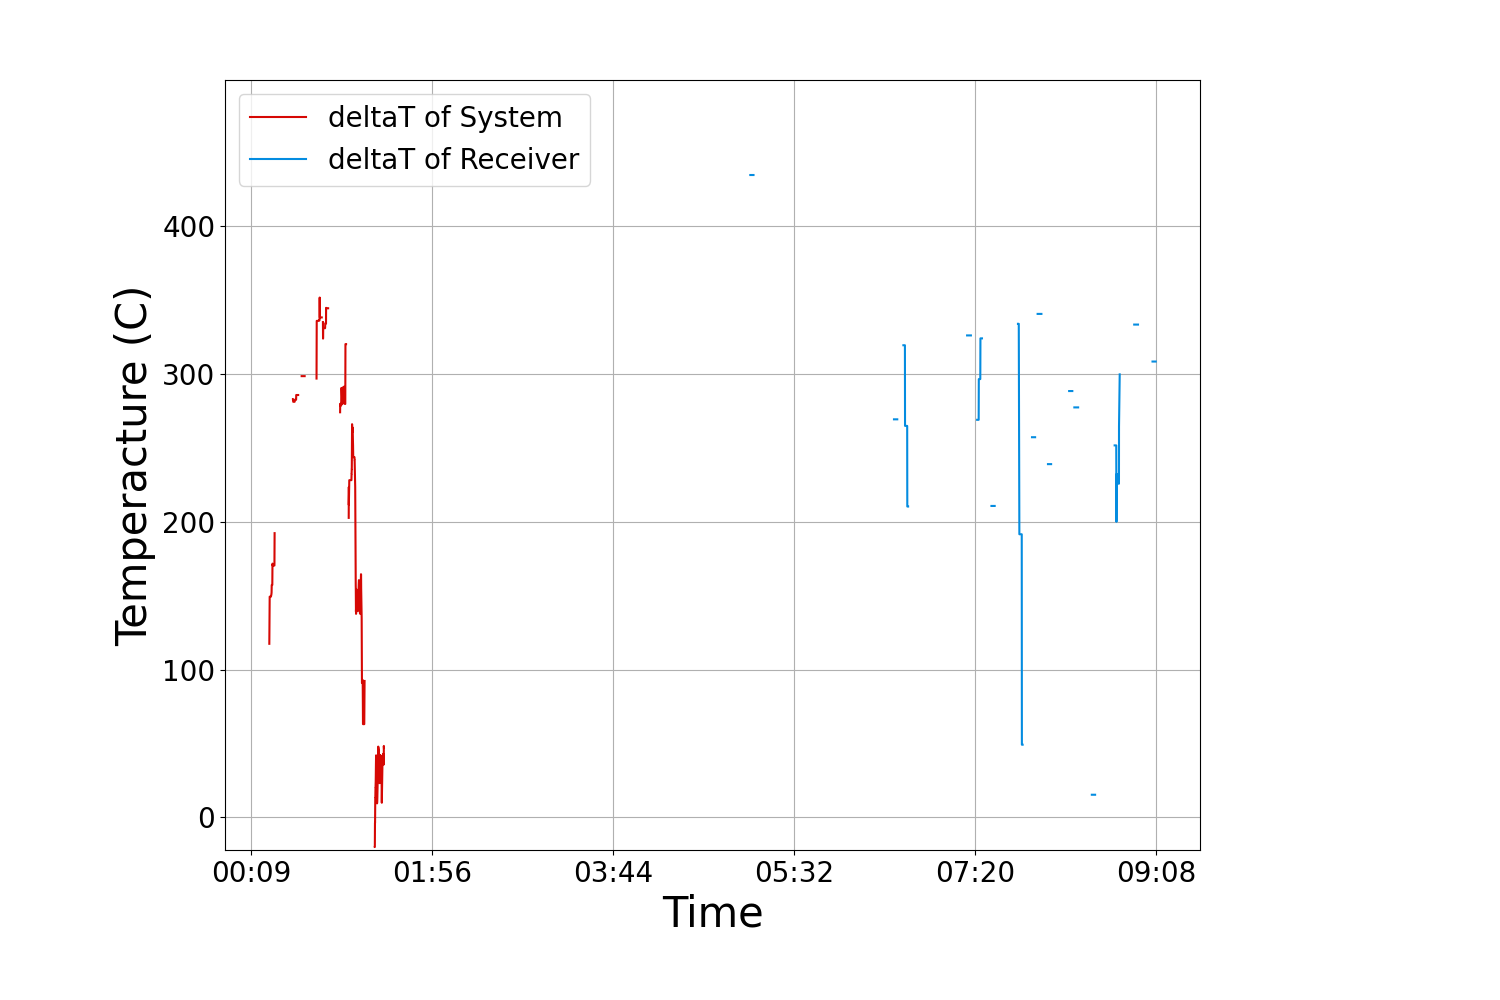 deltaT of System
deltaT of Receiver
400
300
200
100
0
Temperacture (C)
00:09 01:56 03:44 05:32 07:20 09:08
Time